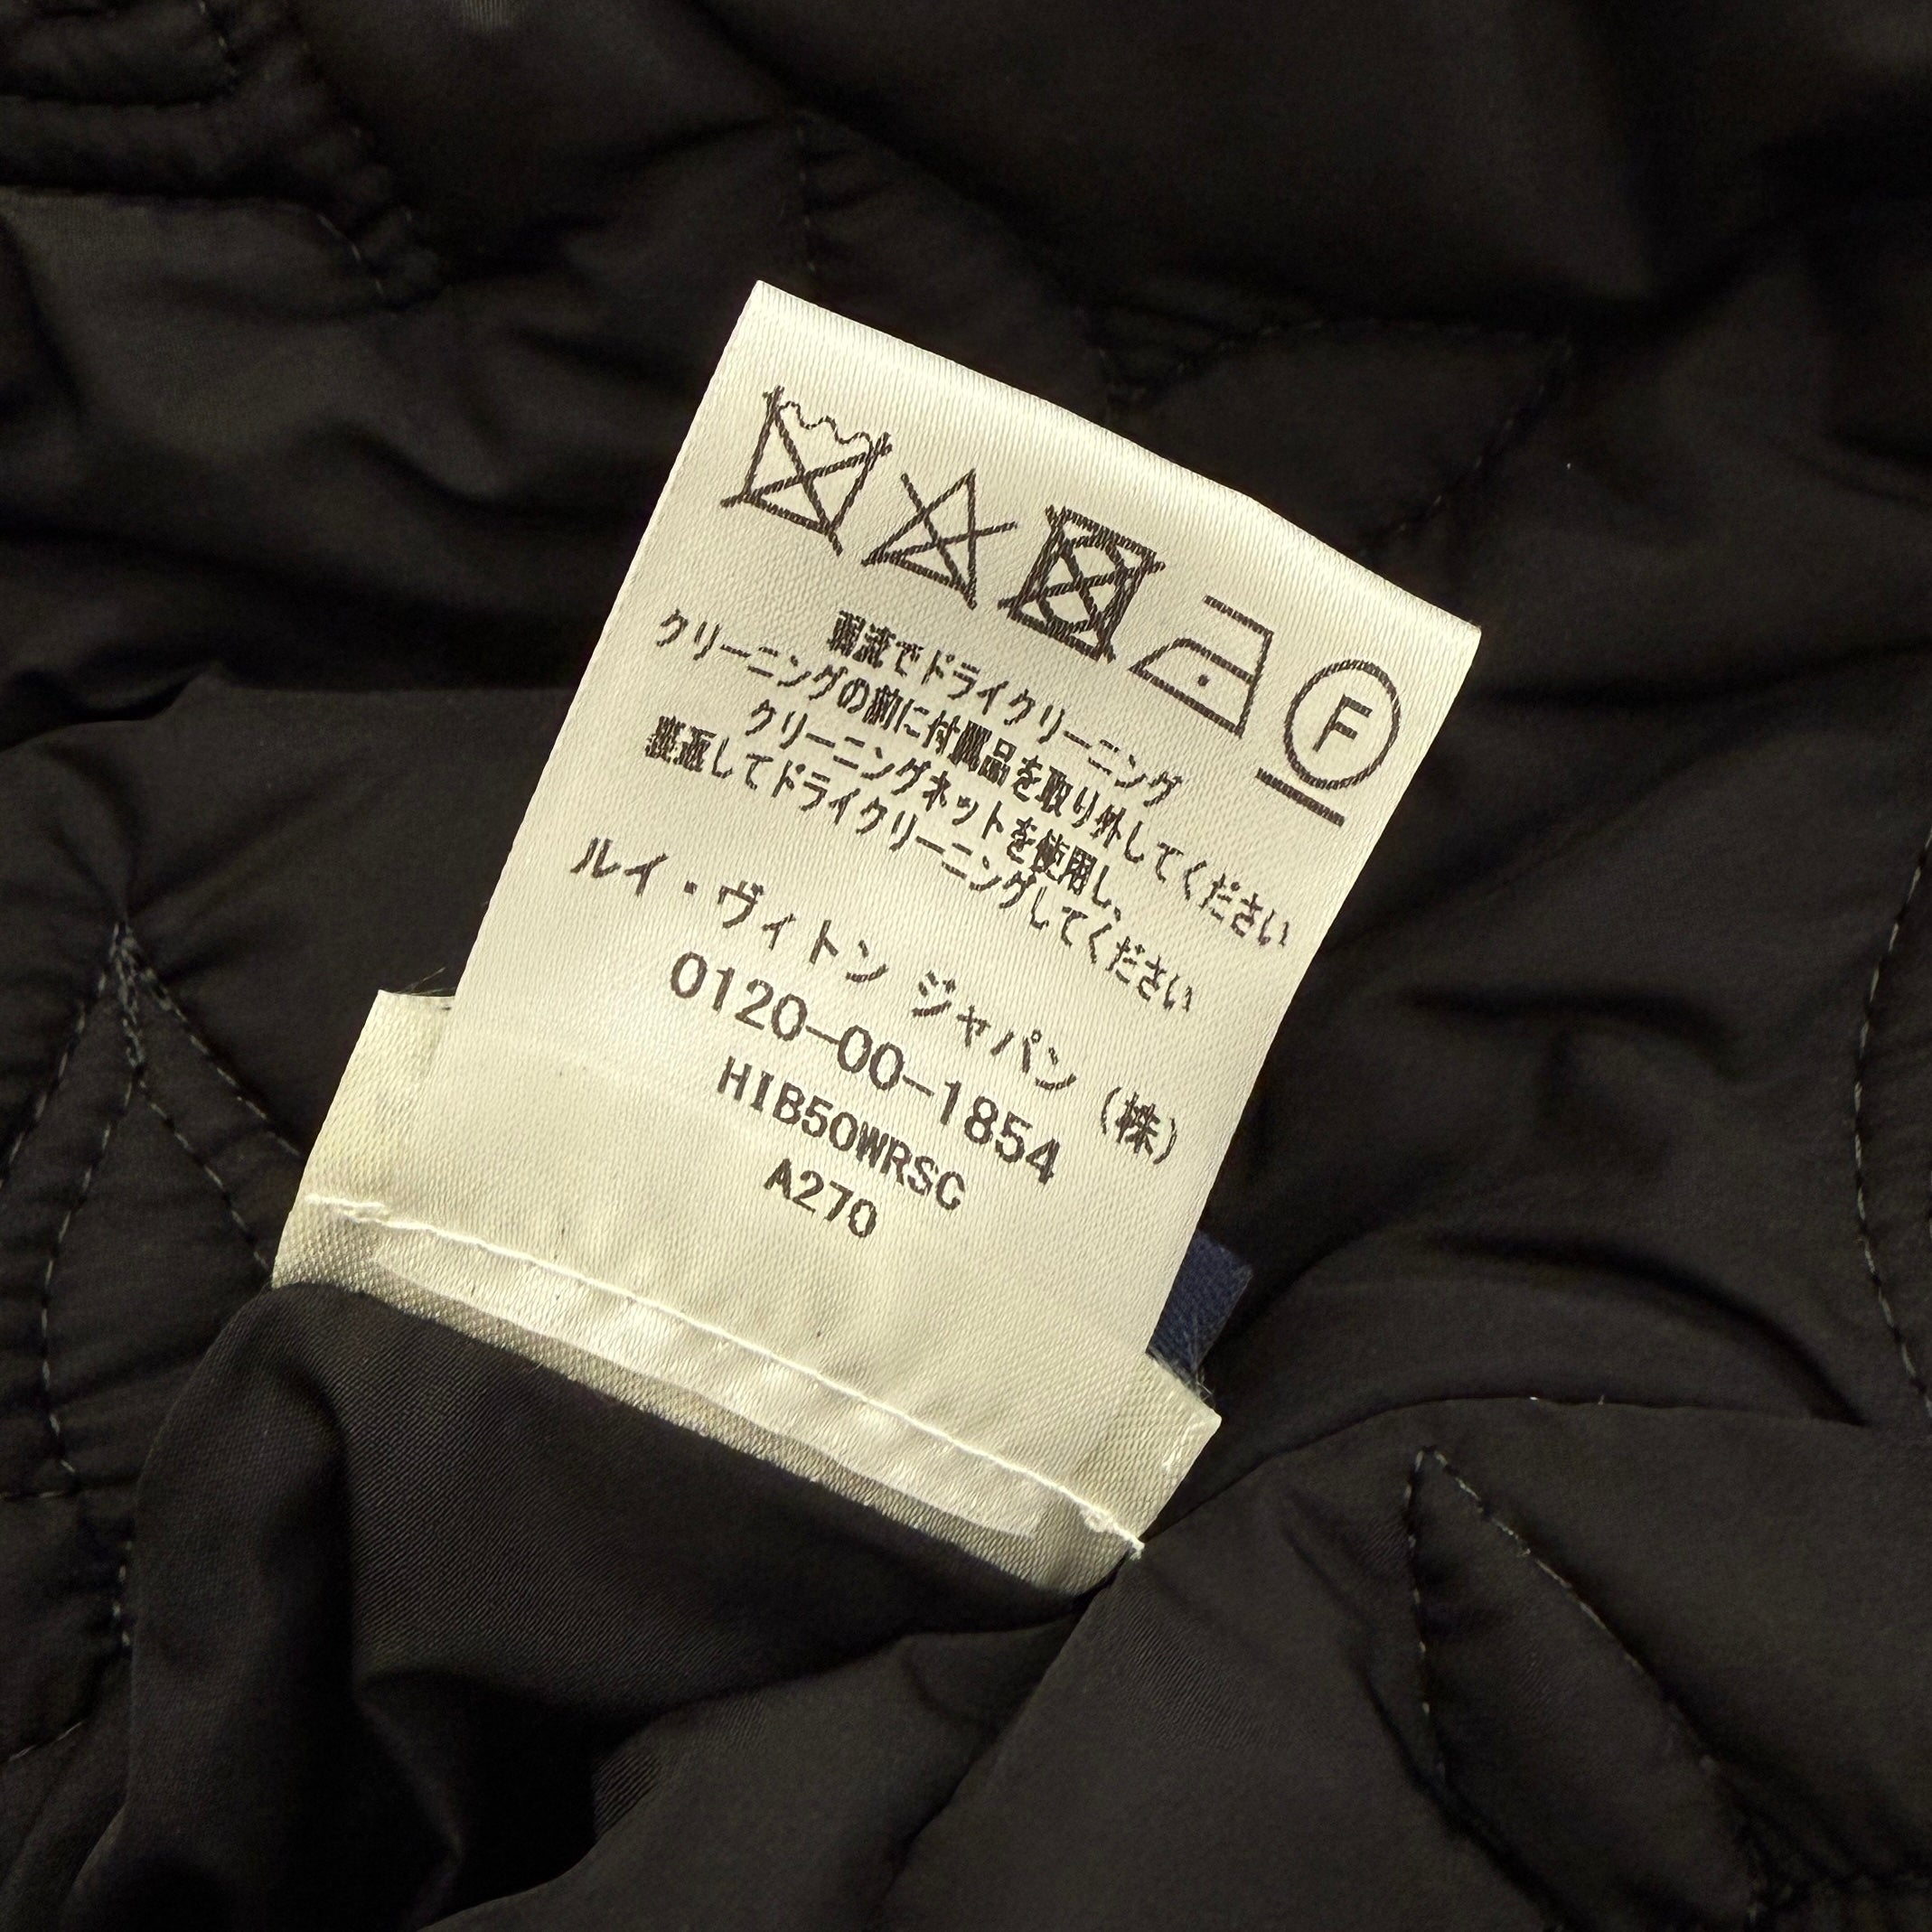 F
弱流でドライクリーニング
クリーニングの前に付属品を取り外してください
クリーニングネットを使用し、
裏返してドライクリーニングしてください
ルイ・ヴィトン ジャパン (株)
0120-00-1854
HIB50WRSC
A270